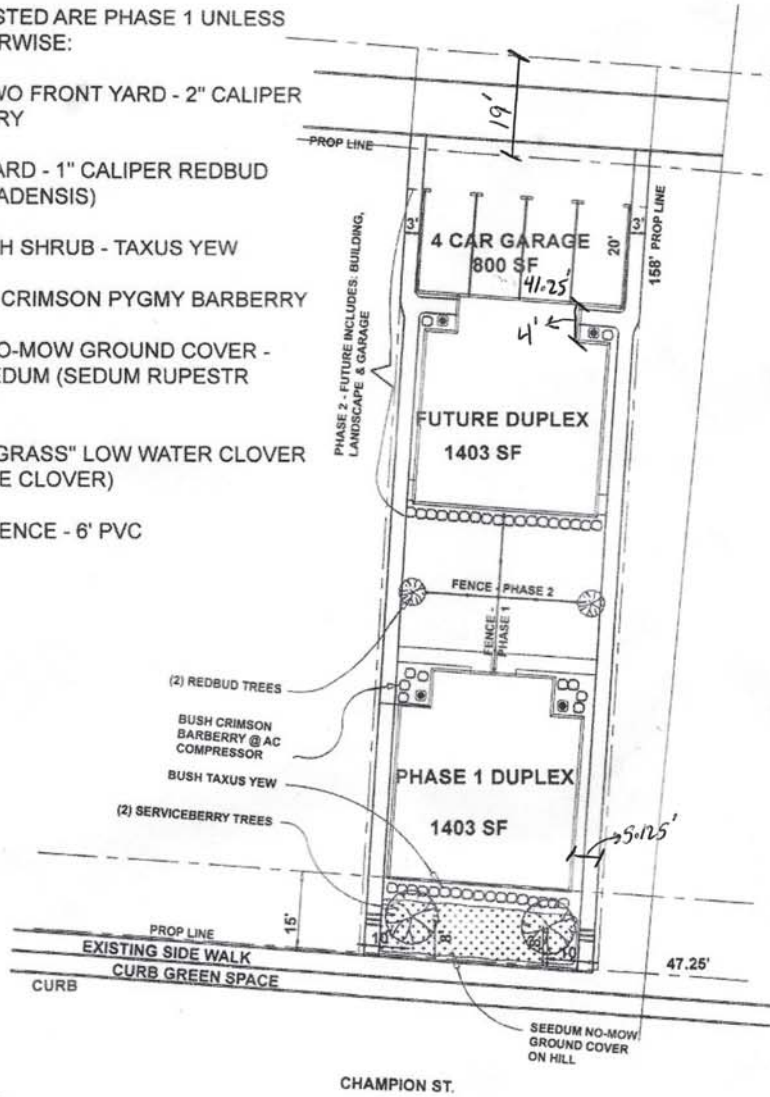 STED ARE PHASE 1 UNLESS
RWISE:
WO FRONT YARD - 2" CALIPER
RY
ARD - 1" CALIPER REDBUD
ADENSIS)
H SHRUB - TAXUS YEW
CRIMSON PYGMY BARBERRY
O-MOW GROUND COVER -
EDUM (SEDUM RUPESTR
GRASS" LOW WATER CLOVER
E CLOVER)
ENCE - 6' PVC
19'
PROP LINE
3'
4 CAR GARAGE
800 SF
20'
3'
158' PROP LINE
41.25'
4'
PHASE 2 - FUTURE INCLUDES: BUILDING,
LANDSCAPE & GARAGE
FUTURE DUPLEX
1403 SF
FENCE - PHASE 2
FENCE -
PHASE 1
(2) REDBUD TREES
BUSH CRIMSON
BARBERRY @ AC
COMPRESSOR
BUSH TAXUS YEW
(2) SERVICEBERRY TREES
PHASE 1 DUPLEX
1403 SF
5.125'
15'
PROP LINE
10
8'
8'
10
EXISTING SIDE WALK
CURB GREEN SPACE
CURB
47.25'
SEEDUM NO-MOW
GROUND COVER
ON HILL
CHAMPION ST.